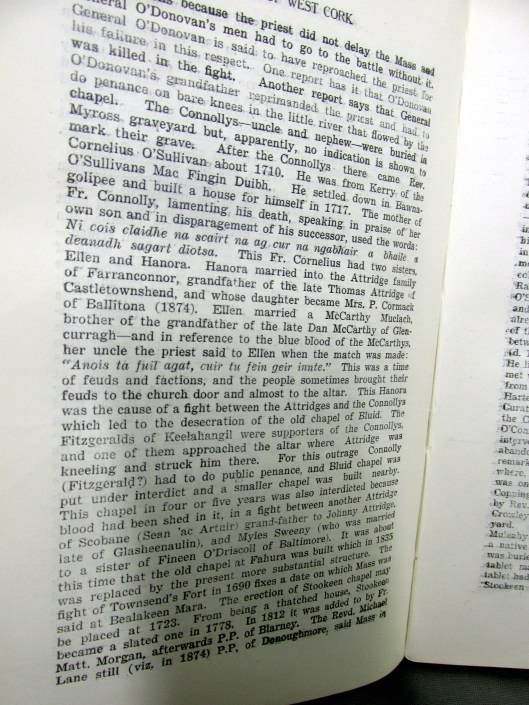 WEST CORK
was because the priest did not delay the Mass and
General O'Donovan's men had to go to the battle without it.
General O'Donovan is said to have reproached the priest for
his failure in this respect. One report has it that O'Donovan
was killed in the fight. Another report says that General
O'Donovan's grandfather reprimanded the priest and had to
do penance on bare knees in the little river that flowed by the
chapel. The Connollys—uncle and nephew—were buried in
Myross graveyard but, apparently, no indication is shown to
mark their grave. After the Connollys there came Rev.
Cornelius O'Sullivan about 1710. He was from Kerry of the
O'Sullivans Mac Fingin Duibh. He settled down in Bawna-
golipee and built a house for himself in 1717. The mother of
Fr. Connolly, lamenting his death, speaking in praise of her
own son and in disparagement of his successor, used the words:
Ni cois claidhe na scairt na ag cur na ngabhair a bhaile a
deanadh sagart diotsa. This Fr. Cornelius had two sisters,
Ellen and Hanora. Hanora married into the Attridge family
of Farranconnor, grandfather of the late Thomas Attridge of
Castletownshend, and whose daughter became Mrs. P. Cormack
of Ballitona (1874). Ellen married a McCarthy Muclach,
brother of the grandfather of the late Dan McCarthy of Glen-
curragh—and in reference to the blue blood of the McCarthys,
her uncle the priest said to Ellen when the match was made:
"Anois tá fuil agat, cuir tu féin geir innte." This was a time
of feuds and factions, and the people sometimes brought their
feuds to the church door and almost to the altar. This Hanora
was the cause of a fight between the Attridges and the Connollys
which led to the desecration of the old chapel of Bluid. The
Fitzgeralds of Keelahangil were supporters of the Connollys,
and one of them approached the altar where Attridge was
kneeling and struck him there. For this outrage Connolly
(Fitzgerald?) had to do public penance, and Bluid chapel was
put under interdict and a smaller chapel was built nearby.
This chapel in four or five years was also interdicted because
blood had been shed in it, in a fight between another Attridge
of Scobane (Sean 'ac Artuir) grand-father to Johnny Attridge,
late of Glasheenaulin), and Myles Sweeny (who was married
to a sister of Fineen O'Driscoll of Baltimore). It was about
this time that the old chapel at Fahura was built which in 1835
was replaced by the present more substantial structure. The
fight of Townsend's Fort in 1690 fixes a date on which Mass was
said at Bealakeen Mara. The erection of Stookeen chapel may
be placed at 1723. From being a thatched house, Stookeen
became a slated one in 1778. In 1812 it was added to by Fr.
Matt. Morgan, afterwards P.P. of Blarney. The Revd. Michael
Lane still (viz, in 1874) P.P. of Donoughmore, said Mass in